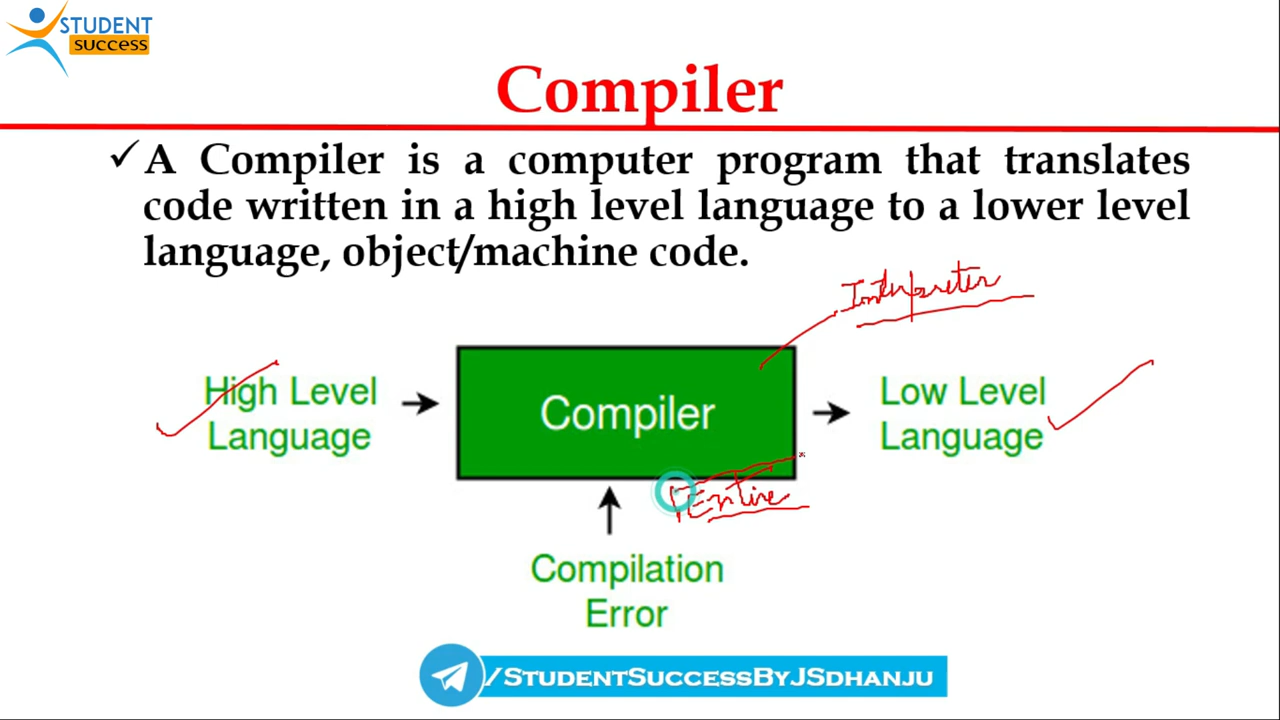 STUDENT
SUCCESS
Compiler
✓ A Compiler is a computer program that translates
code written in a high level language to a lower level
language, object/machine code.
Interpreter
High Level
Language
Compiler
Low Level
Language
Entire
Compilation
Error
/STUDENTSUCCESSBYJSDHANJU